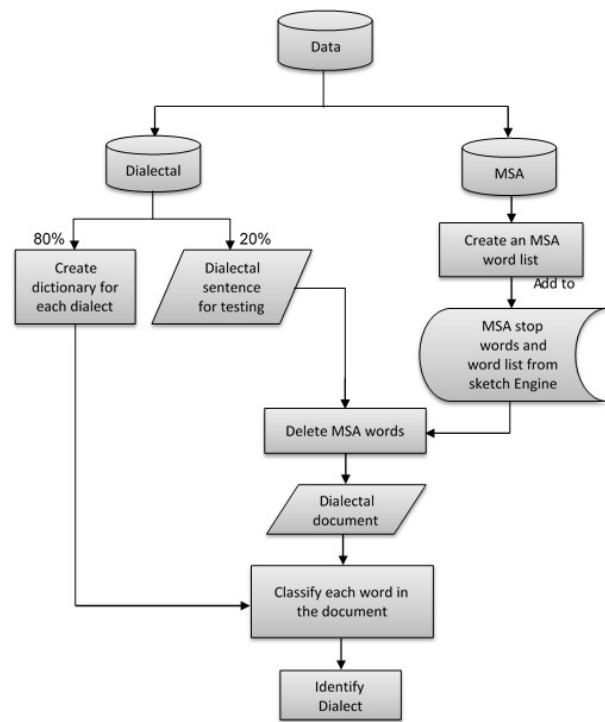 Data
Dialectal
MSA
80%
20%
Create
dictionary for
each dialect
Dialectal
sentence
for testing
Create an MSA
word list
Add to
MSA stop
words and
word list from
sketch Engine
Delete MSA words
Dialectal
document
Classify each word in
the document
Identify
Dialect